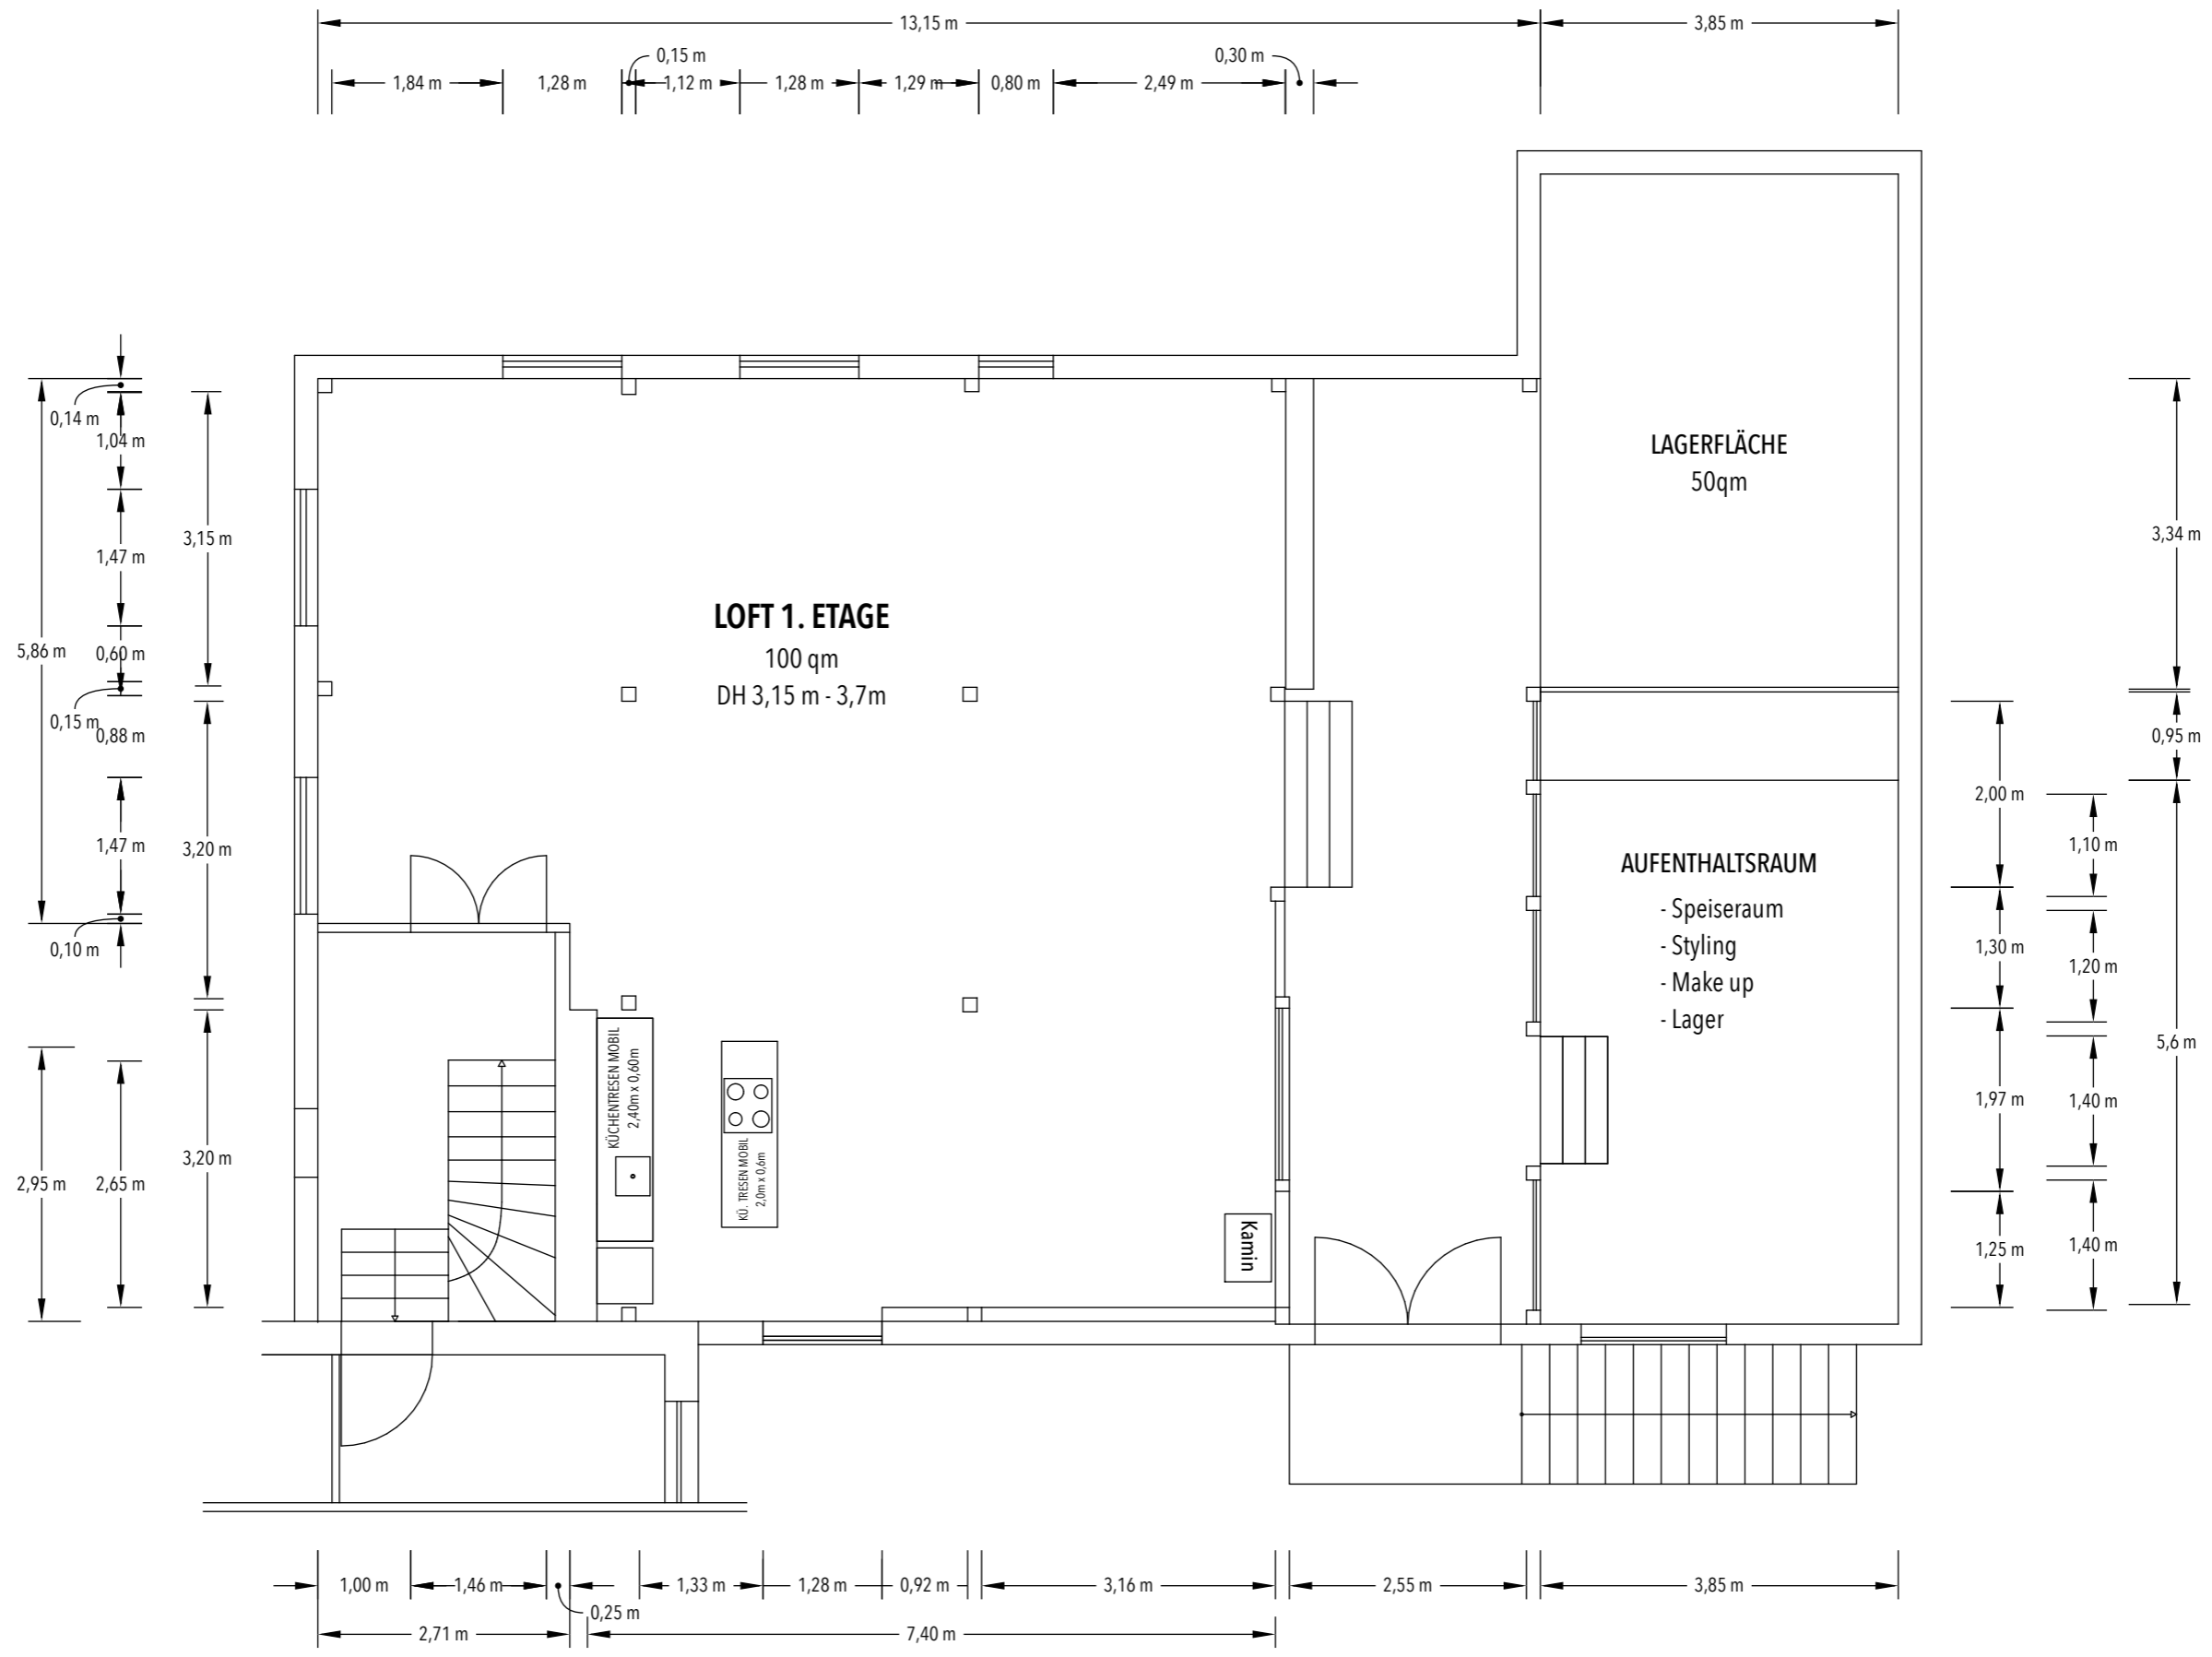 13,15 m
3,85 m
0,15 m
0,30 m
1,84 m
1,28 m
1,12 m
1,28 m
1,29 m
0,80 m
2,49 m
0,14 m
1,04 m
3,15 m
1,47 m
5,86 m
0,60 m
0,15 m
0,88 m
1,47 m
3,20 m
0,10 m
3,20 m
2,95 m
2,65 m
LOFT 1. ETAGE
100 qm
DH 3,15 m - 3,7m
KÜCHENTRESEN MOBIL
2,40m x 0,60m
KÜ. TRESEN MOBIL
2,0m x 0,6m
Kamin
LAGERFLÄCHE
50qm
AUFENTHALTSRAUM
- Speiseraum
- Styling
- Make up
- Lager
3,34 m
0,95 m
2,00 m
1,10 m
1,30 m
1,20 m
5,6 m
1,97 m
1,40 m
1,25 m
1,40 m
1,00 m
1,46 m
0,25 m
1,33 m
1,28 m
0,92 m
3,16 m
2,55 m
3,85 m
2,71 m
7,40 m